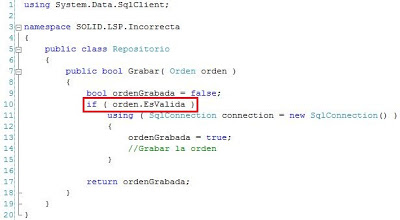 1 using System.Data.SqlClient;
2
3 namespace SOLID.LSP.Incorrecta
4 {
5 public class Repositorio
6 {
7 public bool Grabar( Orden orden )
8 {
9 bool ordenGrabada = false;
10 if ( orden.EsValida )
11 using ( SqlConnection connection = new SqlConnection() )
12 {
13 ordenGrabada = true;
14 //Grabar la orden
15 }
16
17 return ordenGrabada;
18 }
19 }
20 }